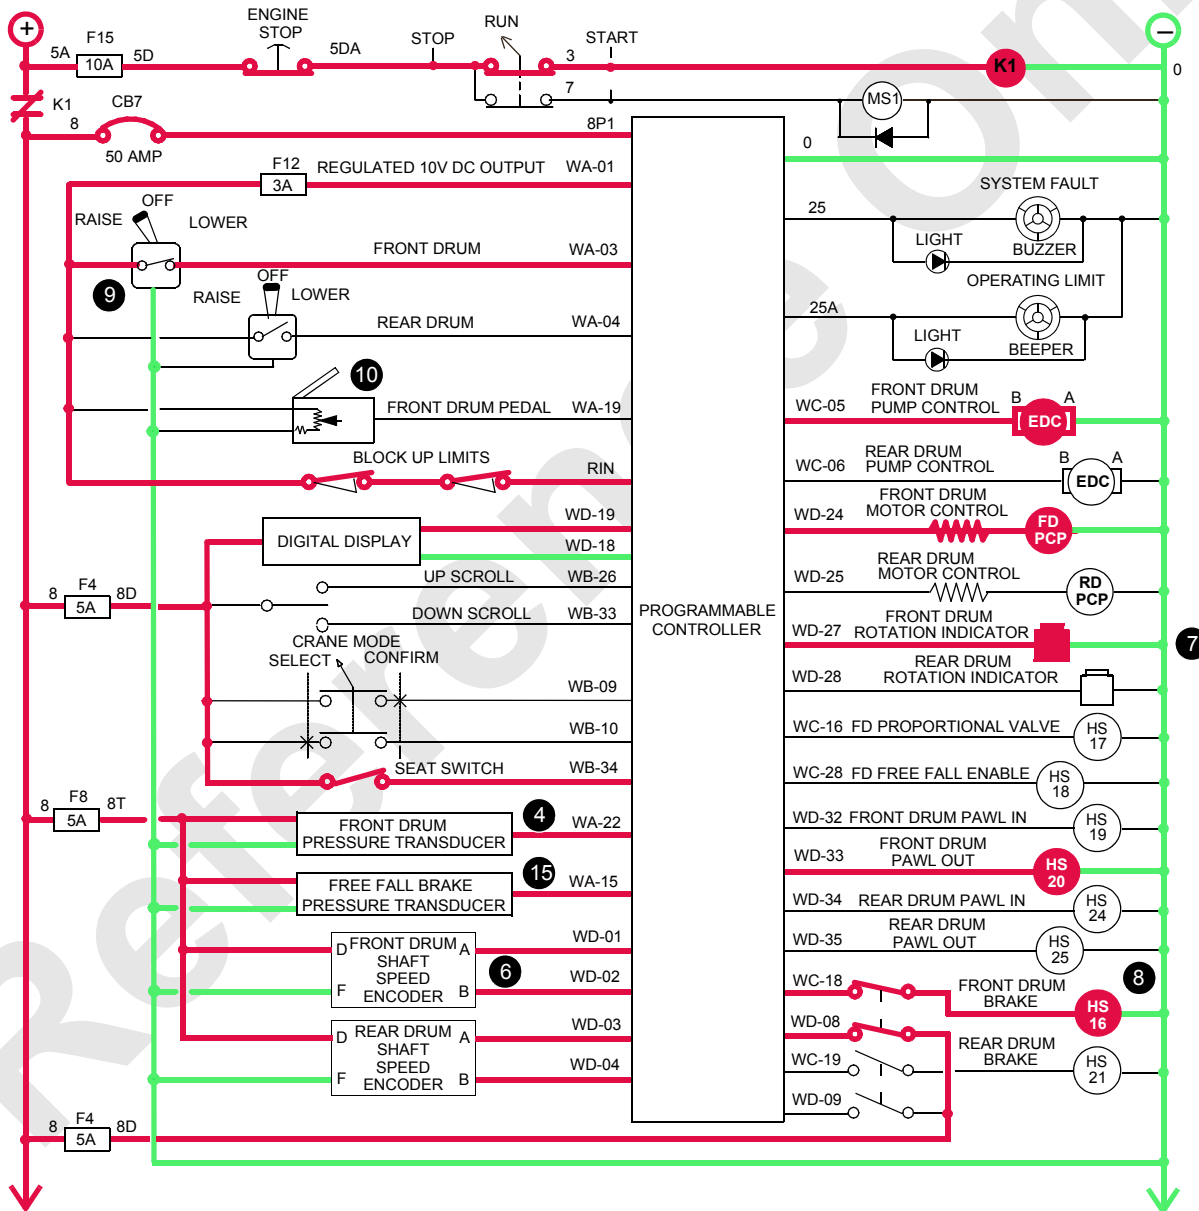 ENGINE
STOP
RUN
+
−
5A
F15
10A
5D
5DA
STOP
3
START
K1
0
7
MS1
K1
8
CB7
50 AMP
8P1
0
F12
3A
REGULATED 10V DC OUTPUT
WA-01
OFF
RAISE
LOWER
FRONT DRUM
WA-03
9
OFF
RAISE
LOWER
REAR DRUM
WA-04
10
FRONT DRUM PEDAL
WA-19
BLOCK UP LIMITS
RIN
DIGITAL DISPLAY
WD-19
WD-18
8
F4
5A
8D
UP SCROLL
WB-26
DOWN SCROLL
WB-33
CRANE MODE
SELECT
CONFIRM
WB-09
WB-10
SEAT SWITCH
WB-34
8
F8
5A
8T
FRONT DRUM
PRESSURE TRANSDUCER
4
WA-22
FREE FALL BRAKE
PRESSURE TRANSDUCER
15
WA-15
D
FRONT DRUM
SHAFT
SPEED
ENCODER
A
F
B
6
WD-01
WD-02
D
REAR DRUM
SHAFT
SPEED
ENCODER
A
F
B
WD-03
WD-04
8
F4
5A
8D
PROGRAMMABLE
CONTROLLER
25
SYSTEM FAULT
LIGHT
BUZZER
OPERATING LIMIT
25A
LIGHT
BEEPER
WC-05
FRONT DRUM
PUMP CONTROL
B
A
EDC
WC-06
REAR DRUM
PUMP CONTROL
B
A
EDC
WD-24
FRONT DRUM
MOTOR CONTROL
FD
PCP
WD-25
REAR DRUM
MOTOR CONTROL
RD
PCP
WD-27
FRONT DRUM
ROTATION INDICATOR
7
WD-28
REAR DRUM
ROTATION INDICATOR
WC-16 FD PROPORTIONAL VALVE
HS
17
WC-28 FD FREE FALL ENABLE
HS
18
WD-32 FRONT DRUM PAWL IN
HS
19
WD-33
FRONT DRUM
PAWL OUT
HS
20
WD-34 REAR DRUM PAWL IN
HS
24
WD-35
REAR DRUM
PAWL OUT
HS
25
8
WC-18
FRONT DRUM
BRAKE
HS
16
WD-08
WC-19
REAR DRUM
BRAKE
HS
21
WD-09
Reference On